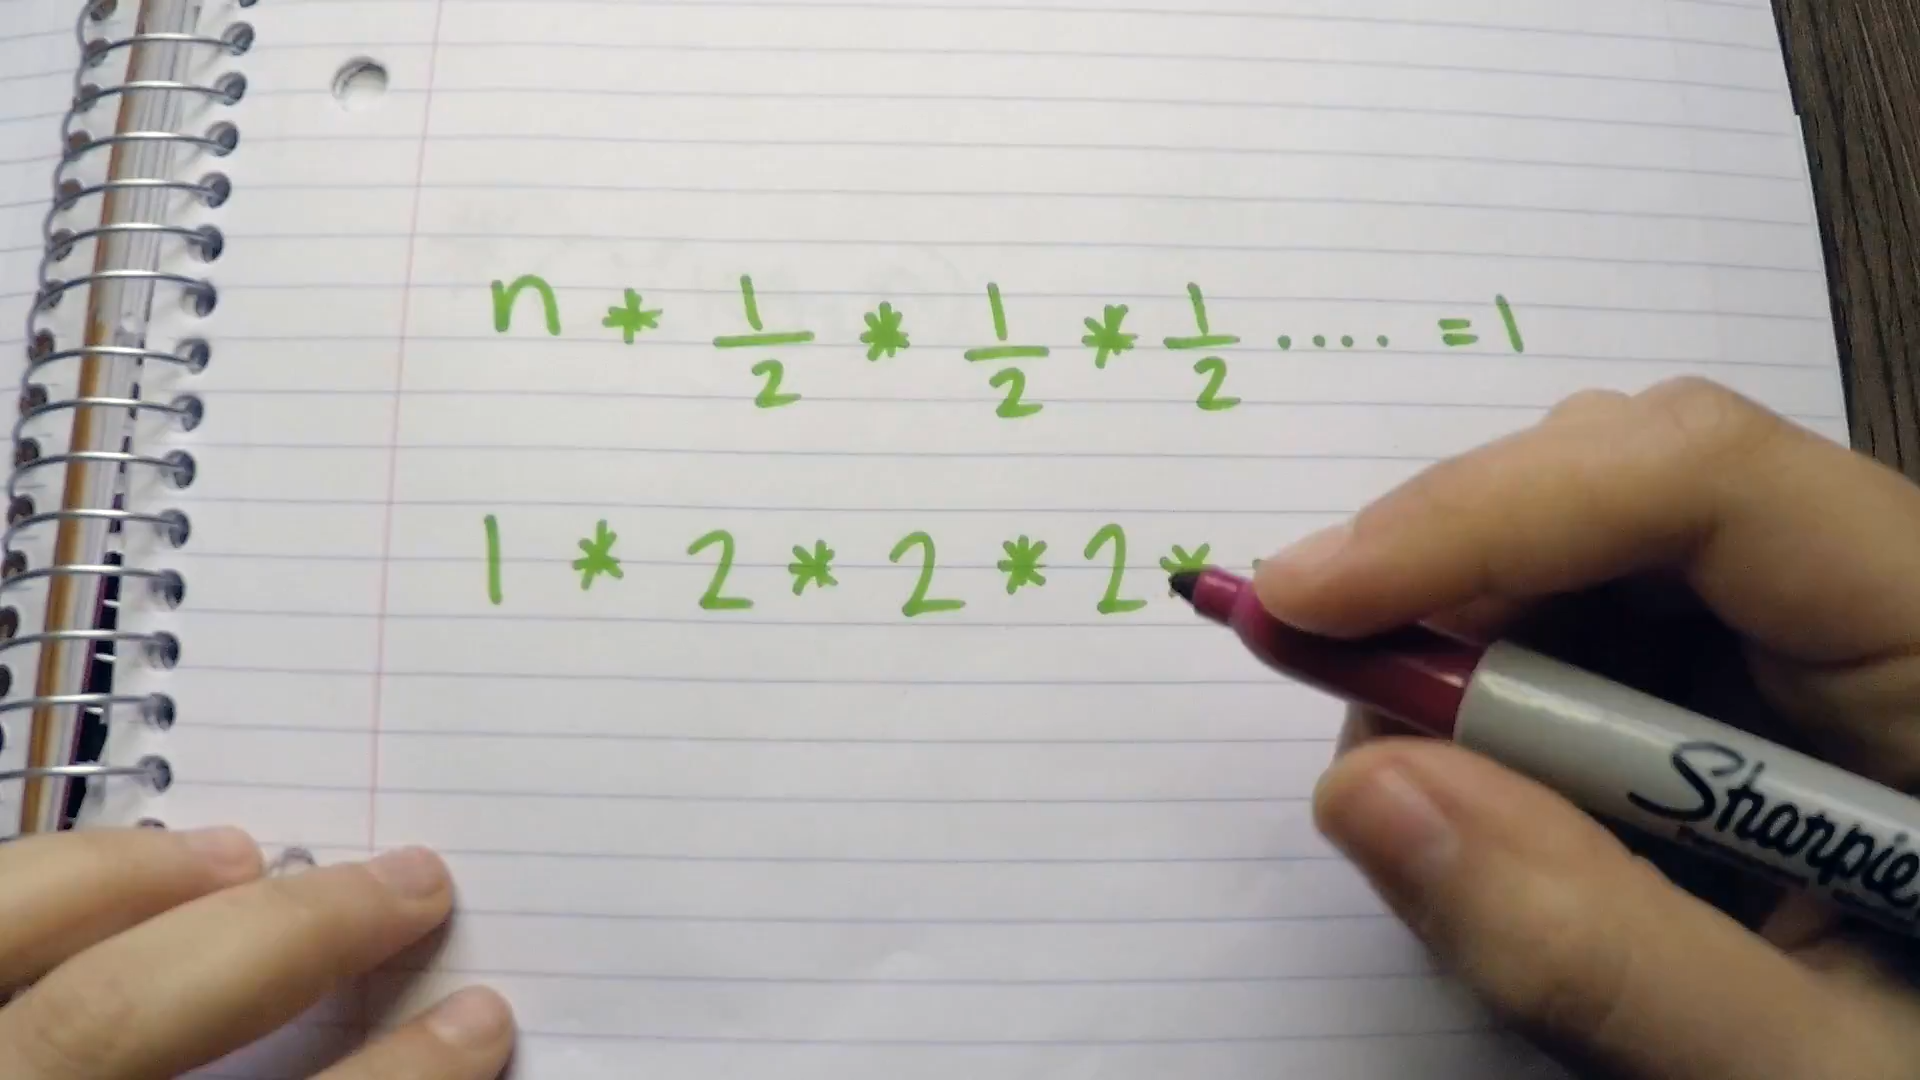 n * 1/2 * 1/2 * 1/2 .... = 1
1 * 2 * 2 * 2 *
Sharpie